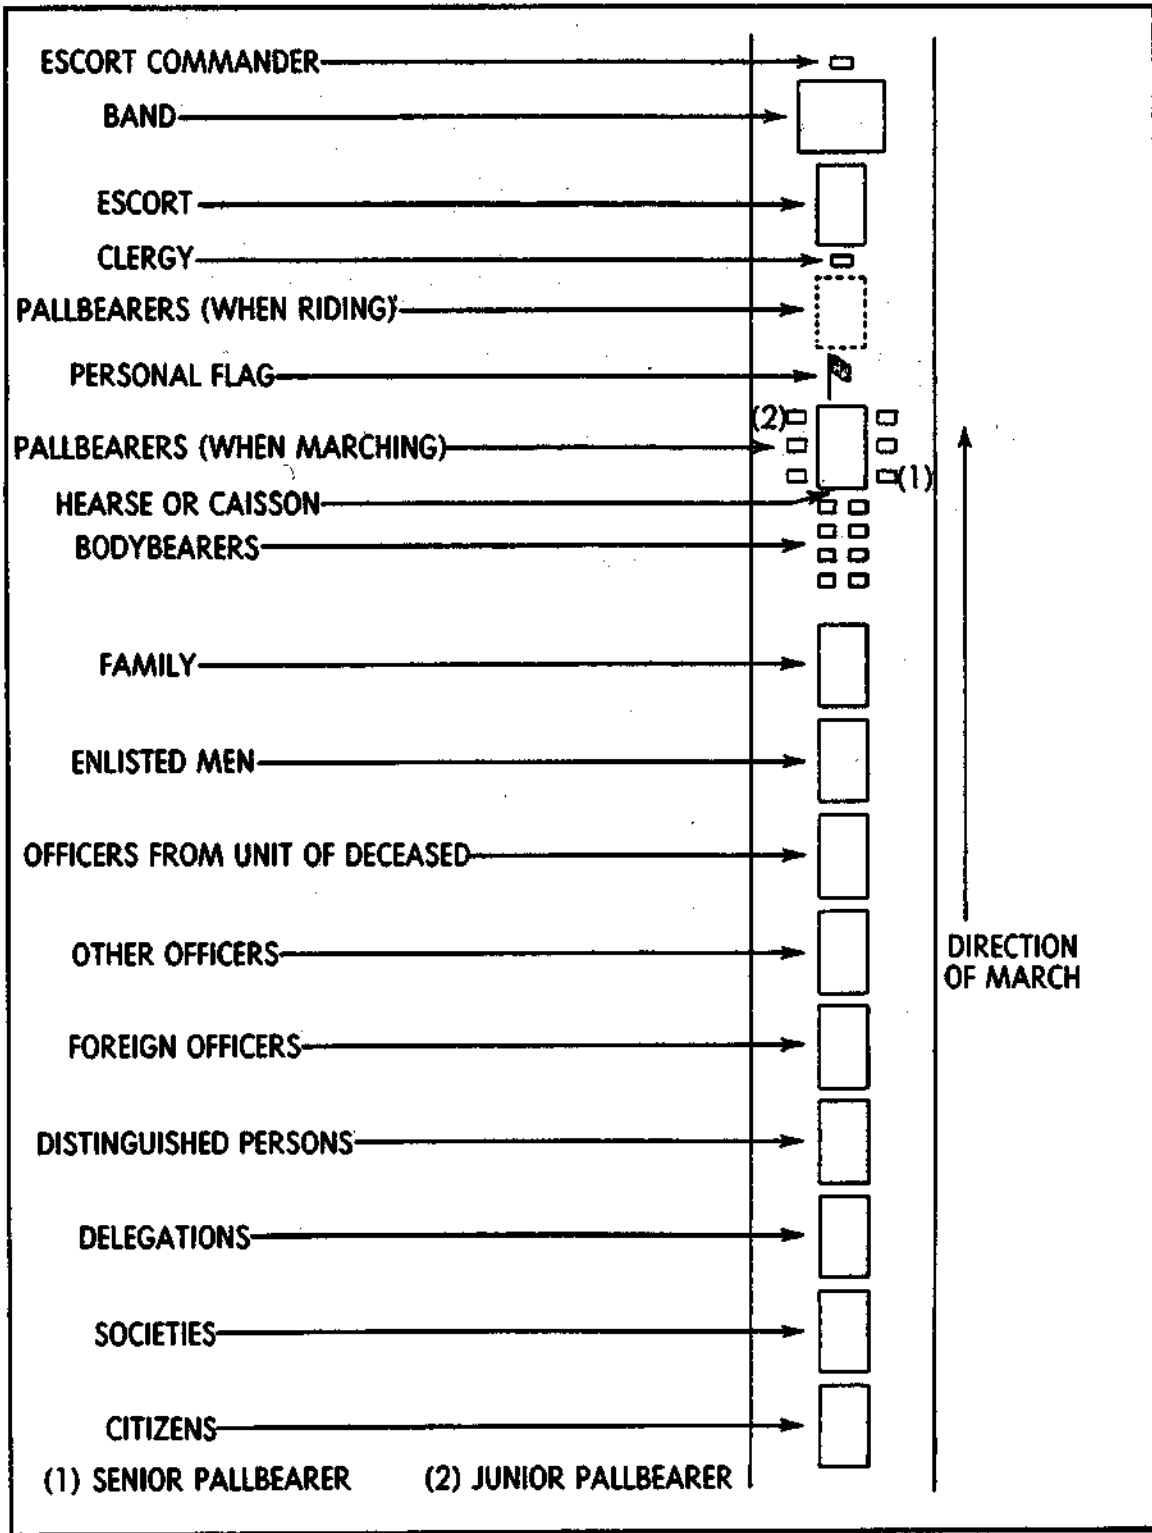 ESCORT COMMANDER
BAND
ESCORT
CLERGY
PALLBEARERS (WHEN RIDING)
PERSONAL FLAG
(2)
PALLBEARERS (WHEN MARCHING)
(1)
HEARSE OR CAISSON
BODYBEARERS
FAMILY
ENLISTED MEN
OFFICERS FROM UNIT OF DECEASED
OTHER OFFICERS
DIRECTION
OF MARCH
FOREIGN OFFICERS
DISTINGUISHED PERSONS
DELEGATIONS
SOCIETIES
CITIZENS
(1) SENIOR PALLBEARER (2) JUNIOR PALLBEARER